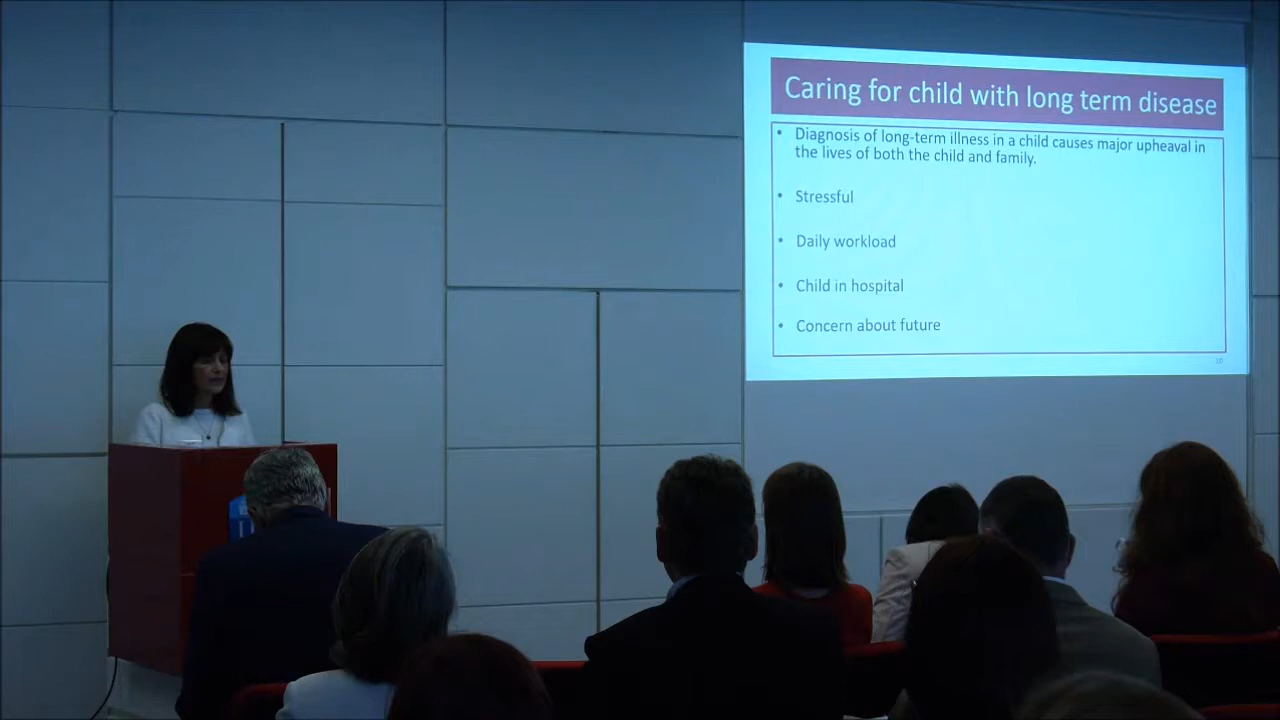 Caring for child with long term disease
• Diagnosis of long-term illness in a child causes major upheaval in
the lives of both the child and family.
• Stressful
• Daily workload
• Child in hospital
• Concern about future